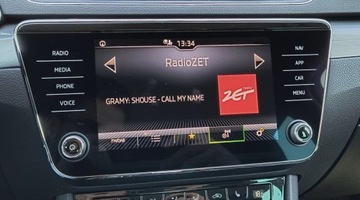 RADIO
MEDIA
PHONE
VOICE
13:34
RadioZET
GRAMY: SHOUSE - CALL MY NAME
ZET
NAV
APP
CAR
MENU